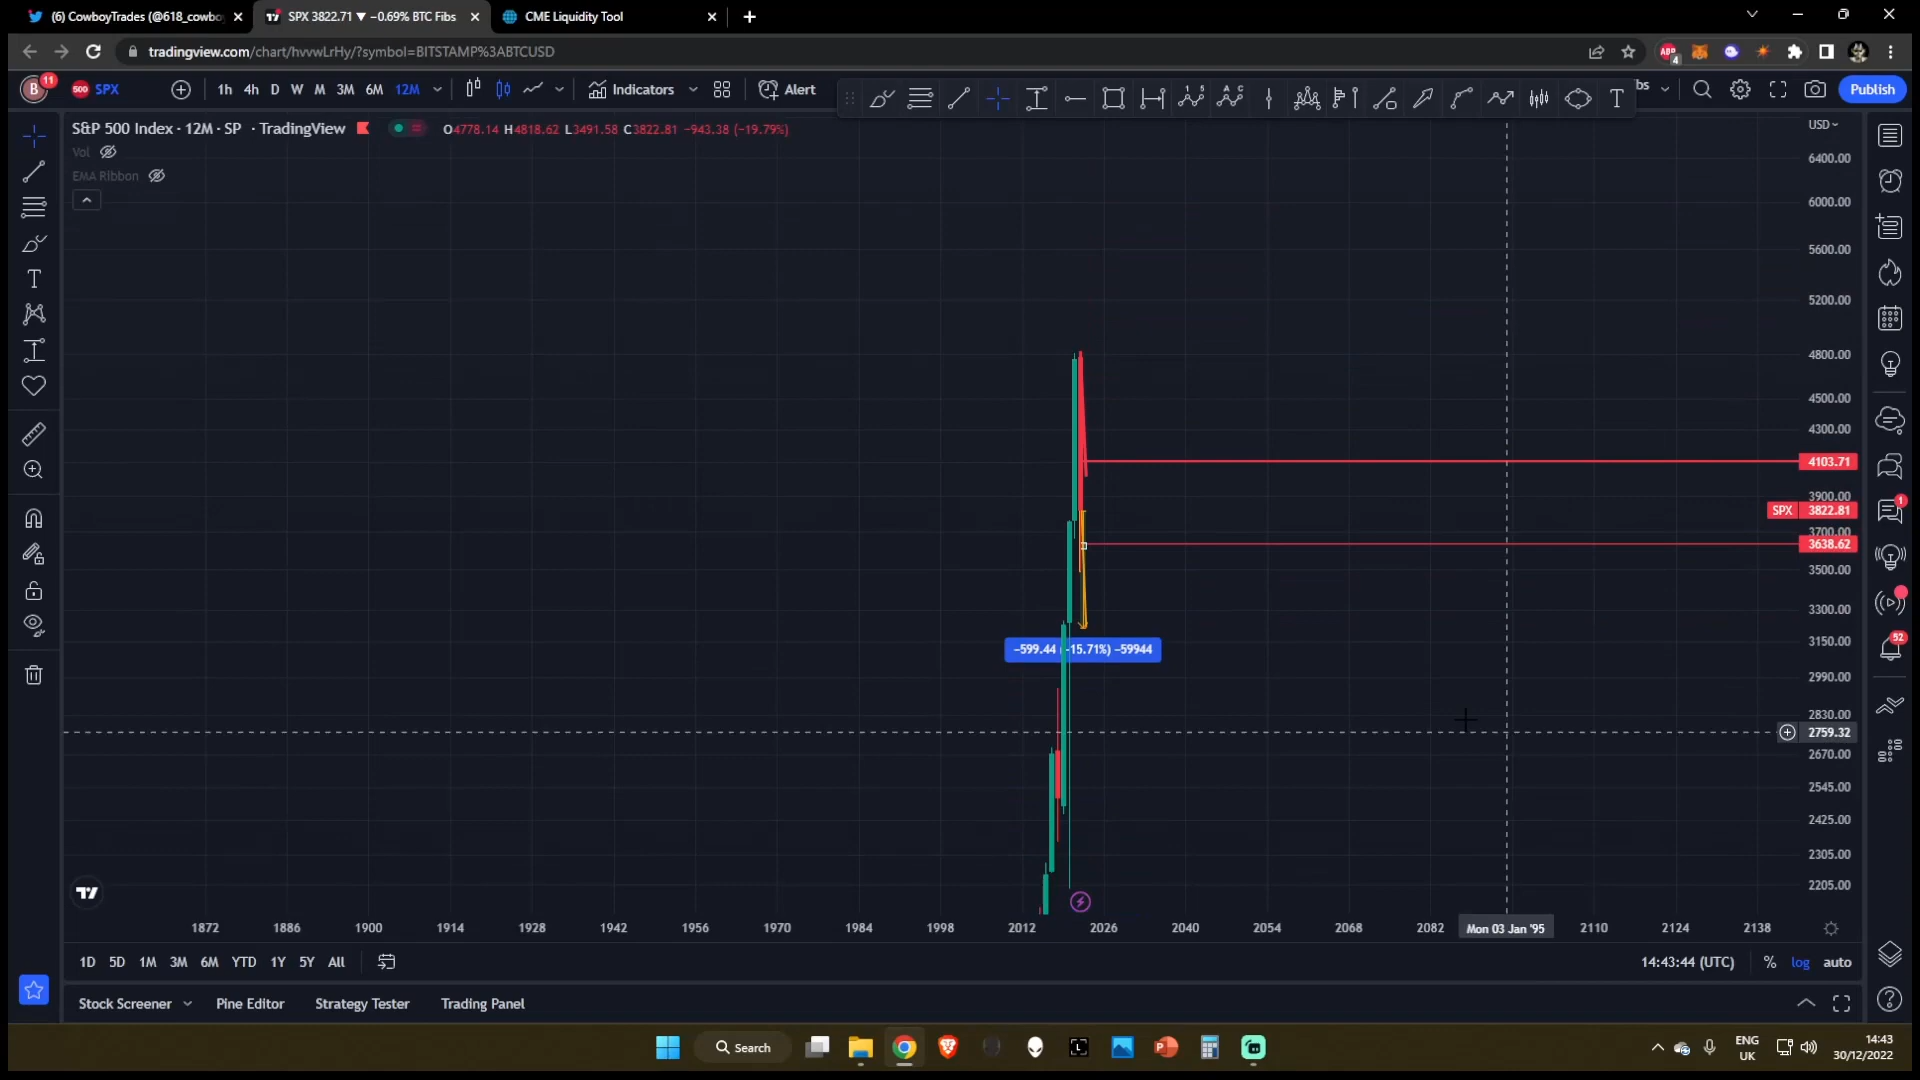 (6) CowboyTrades (@618_cowbo
SPX 3822.71 ▼ −0.69% BTC Fibs
CME Liquidity Tool
tradingview.com/chart/hvvwLrHy/?symbol=BITSTAMP%3ABTCUSD
ABP
4
B
11
500
SPX
1h 4h D W M 3M 6M 12M
Indicators
Alert
bs
Publish
S&P 500 Index · 12M · SP · TradingView
O4778.14 H4818.62 L3491.58 C3822.81 −943.38 (−19.79%)
Vol
EMA Ribbon
USD
6400.00
6000.00
5600.00
5200.00
4800.00
4500.00
4300.00
4103.71
3900.00
SPX 3822.81
3700.00
3638.62
3500.00
3300.00
3150.00
−599.44 (−15.71%) −59944
2990.00
2830.00
2759.32
2670.00
2545.00
2425.00
2305.00
2205.00
1
52
1872 1886 1900 1914 1928 1942 1956 1970 1984 1998 2012 2026 2040 2054 2068 2082 Mon 03 Jan '95 2110 2124 2138
1D 5D 1M 3M 6M YTD 1Y 5Y All
14:43:44 (UTC) % log auto
Stock Screener Pine Editor Strategy Tester Trading Panel
Search
ENG
UK
14:43
30/12/2022